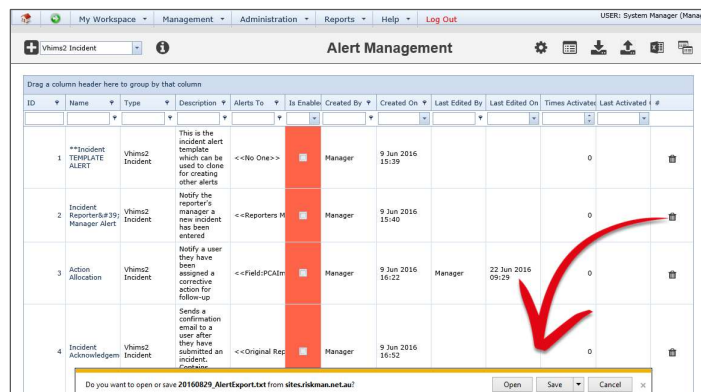 My Workspace Management Administration Reports Help Log Out USER: System Manager (Mana
Vhims2 Incident Alert Management
Drag a column header here to group by that column
ID Name Type Description Alerts To Is Enable Created By Created On Last Edited By Last Edited On Times Activated Last Activated #
This is the
incident alert
template
which can be
used to clone
for creating
other alerts
1 **Incident
TEMPLATE
ALERT
Vhims2
Incident
<<No One>> Manager 9 Jun 2016
15:39
0
Notify the
reporter's
manager a
new incident
has been
entered
2 Incident
Reporter&#39;
Manager Alert
Vhims2
Incident
<<Reporters M Manager 9 Jun 2016
15:40
0
Notify a user
they have
been
assigned a
corrective
action for
follow-up
3 Action
Allocation
Vhims2
Incident
<<Field:PCAIm Manager 9 Jun 2016
16:22
Manager 22 Jun 2016
09:29
0
Sends a
confirmation
email to a
user after
they have
submitted an
incident.
Contains
4 Incident
Acknowledgem
Vhims2
Incident
<<Original Rep Manager 9 Jun 2016
16:52
0
Do you want to open or save 20160829_AlertExport.txt from sites.riskman.net.au? Open Save Cancel ×